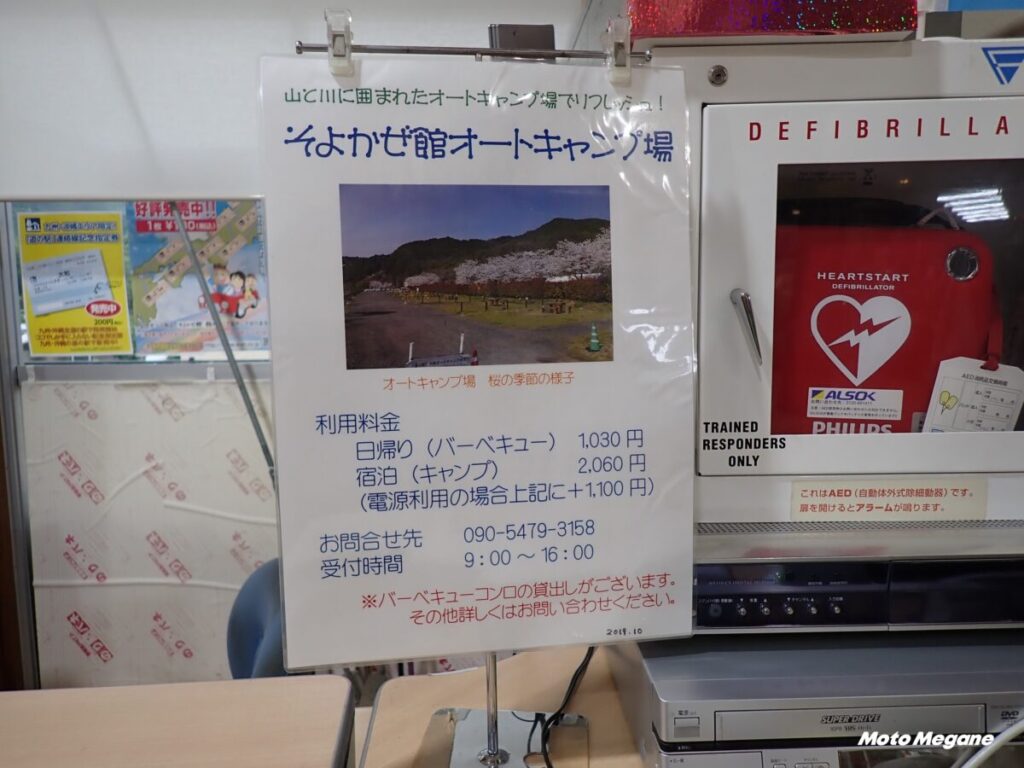 山と川に囲まれたオートキャンプ場でリフレッシュ!
そよかぜ館オートキャンプ場
オートキャンプ場 桜の季節の様子
利用料金
日帰り(バーベキュー) 1,030円
宿泊(キャンプ) 2,060円
(電源利用の場合上記に+1,100円)
お問合せ先 090-5479-3158
受付時間 9:00～16:00
※バーベキューコンロの貸出しがございます。
その他詳しくはお問い合わせください。
2019.10
好評発売中!!
発売中
DEFIBRILLA
HEARTSTART
DEFIBRILLATOR
ALSOK
PHILIPS
TRAINED
RESPONDERS
ONLY
これはAED(自動体外式除細動器)です。
扉を開けるとアラームが鳴ります。
SUPER DRIVE
Moto Megane